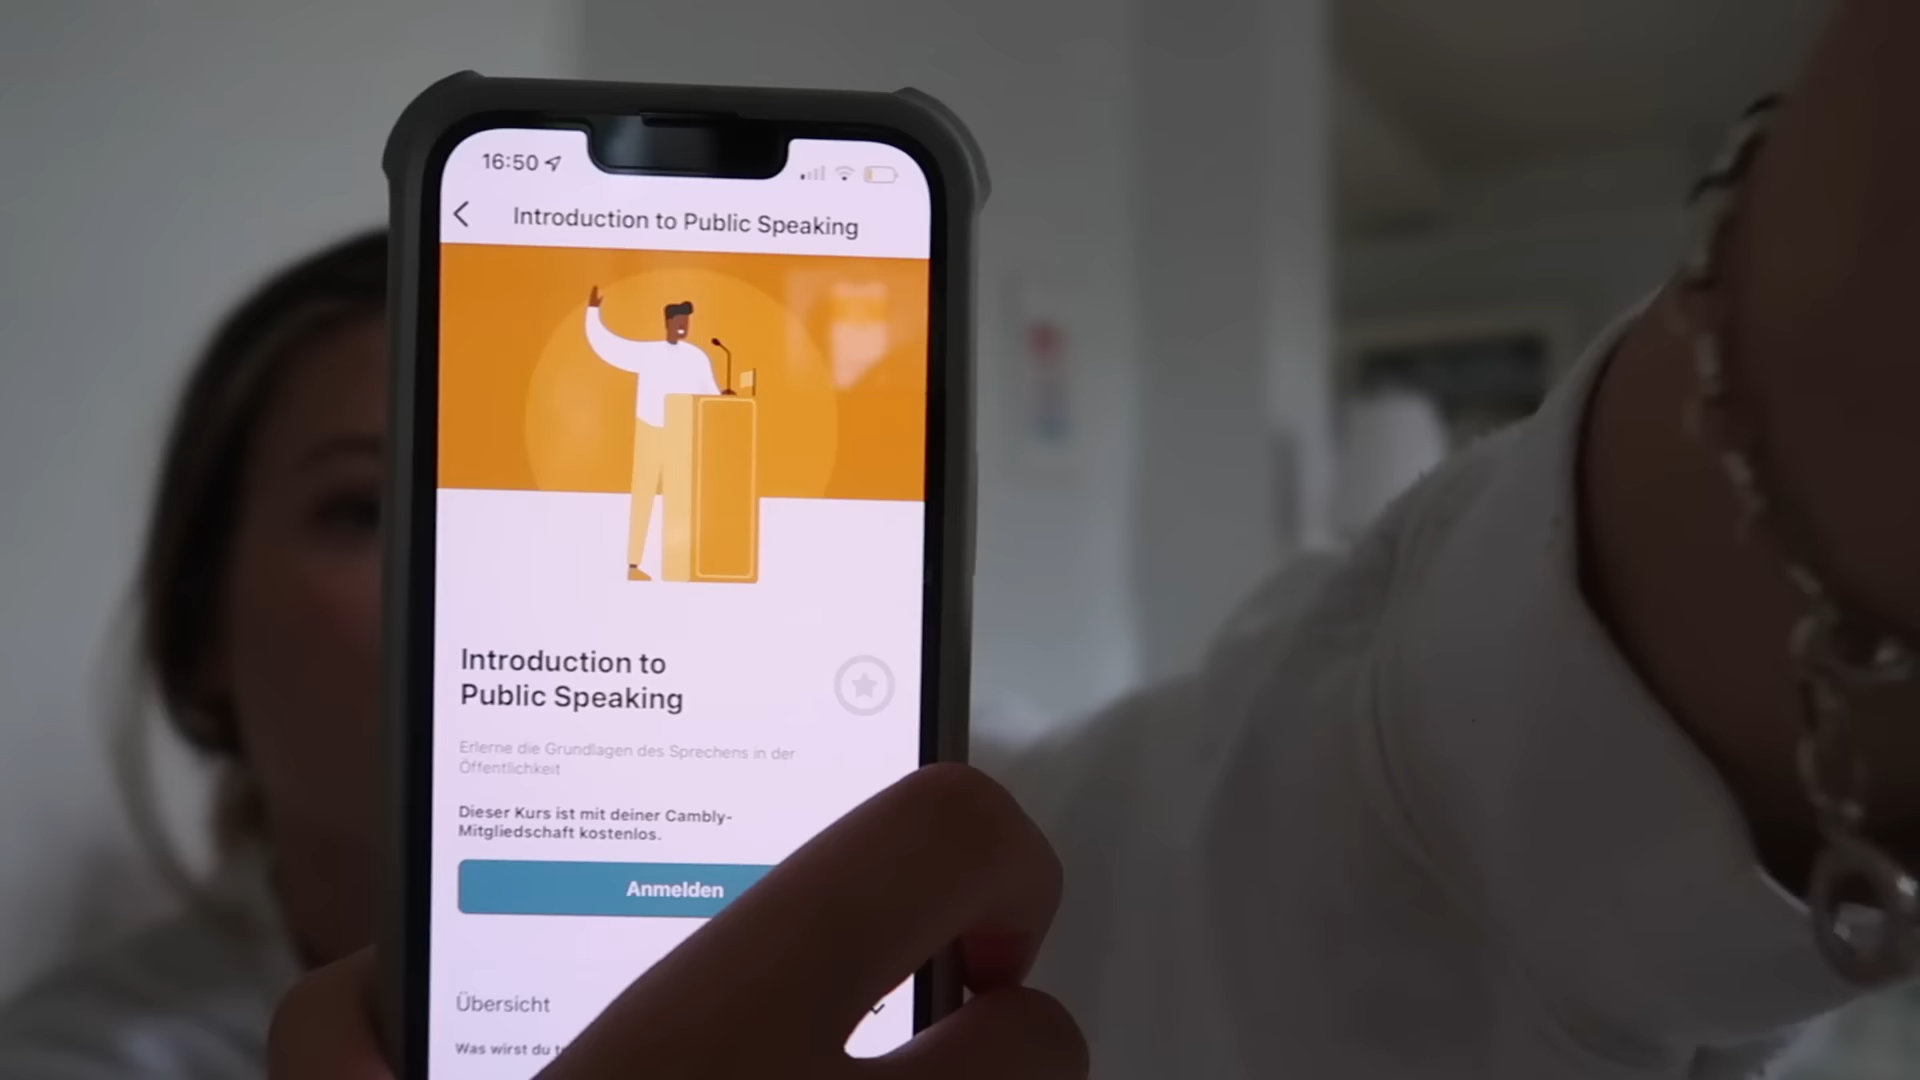 16:50
Introduction to Public Speaking
Introduction to
Public Speaking
Erlerne die Grundlagen des Sprechens in der
Öffentlichkeit
Dieser Kurs ist mit deiner Cambly-
Mitgliedschaft kostenlos.
Anmelden
Übersicht
Was wirst du